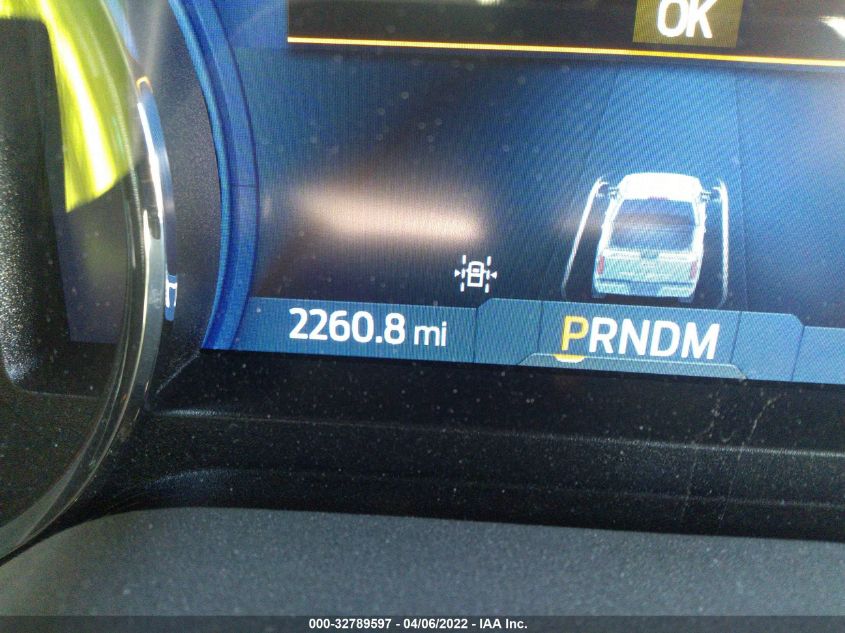 OK
2260.8 mi
PRNDM
000-32789597 - 04/06/2022 - IAA Inc.